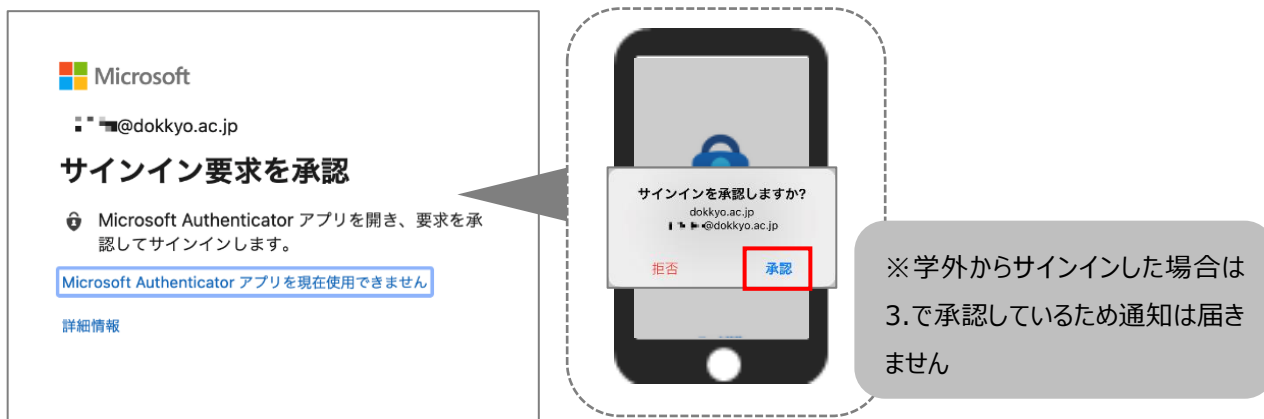 Microsoft
@dokkyo.ac.jp
サインイン要求を承認
Microsoft Authenticator アプリを開き、要求を承
認してサインインします。
Microsoft Authenticator アプリを現在使用できません
詳細情報
サインインを承認しますか?
dokkyo.ac.jp
@dokkyo.ac.jp
拒否
承認
※学外からサインインした場合は
3.で承認しているため通知は届き
ません